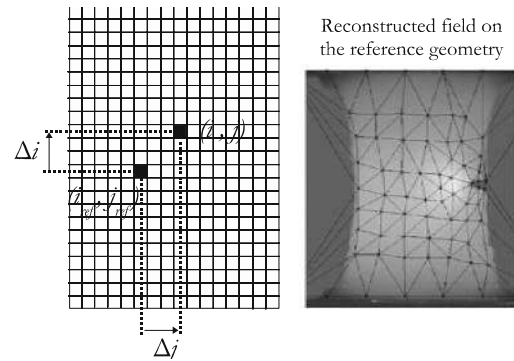 Reconstructed field on
the reference geometry
(i, j)
Δi
(i_ref, j_ref)
Δj